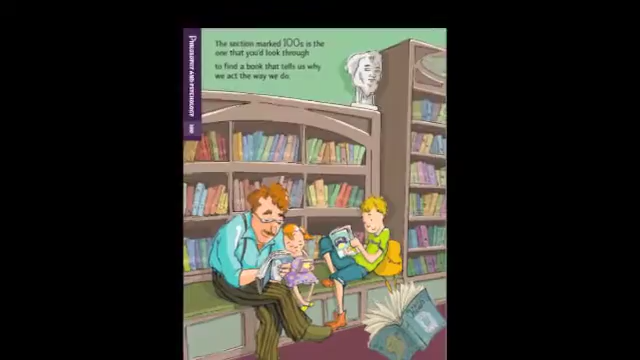 The section marked 100s is the
one that you'd look through
to find a book that tells us why
we act the way we do.
PHILOSOPHY AND PSYCHOLOGY
100